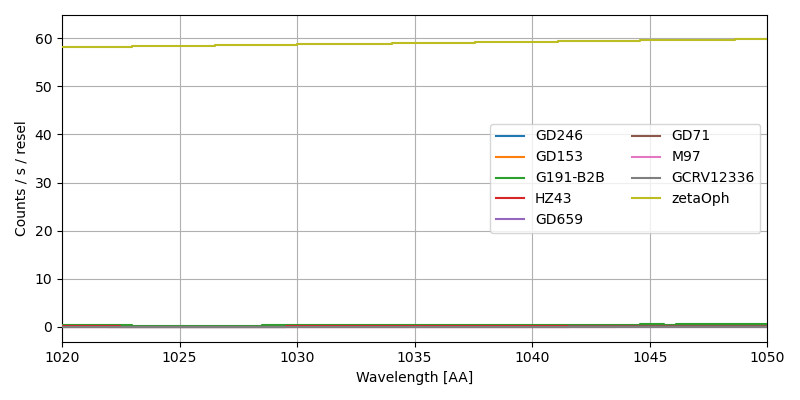 60
50
40
30
20
10
0
Counts / s / resel
GD246
GD153
G191-B2B
HZ43
GD659
GD71
M97
GCRV12336
zetaOph
1020
1025
1030
1035
1040
1045
1050
Wavelength [AA]